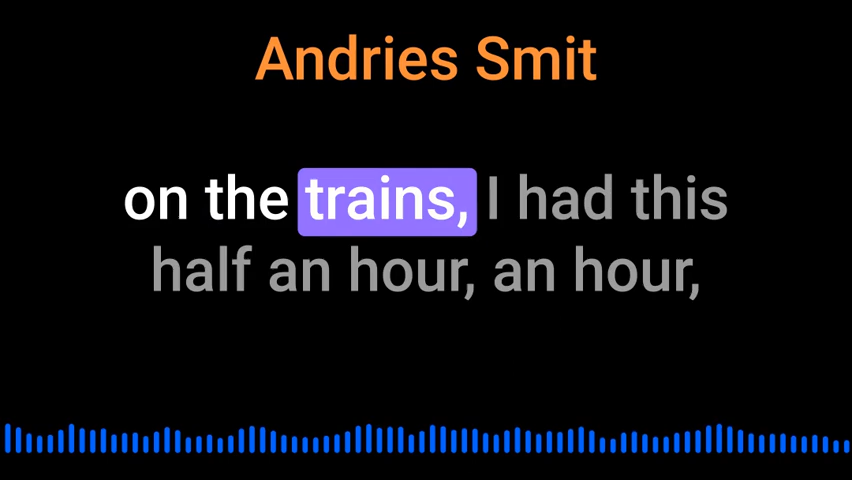 Andries Smit
on the trains, I had this
half an hour, an hour,